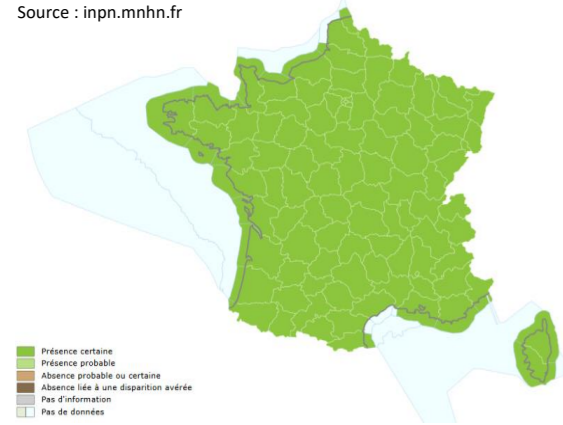 Source : inpn.mnhn.fr
Présence certaine
Présence probable
Absence probable ou certaine
Absence liée à une disparition avérée
Pas d'information
Pas de données